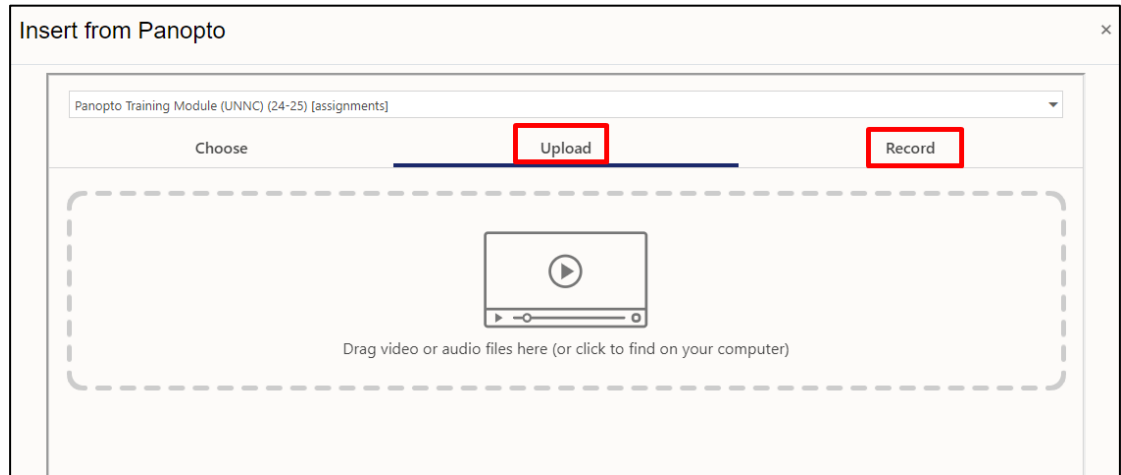 Insert from Panopto
×
Panopto Training Module (UNNC) (24-25) [assignments]
Choose Upload Record
Drag video or audio files here (or click to find on your computer)